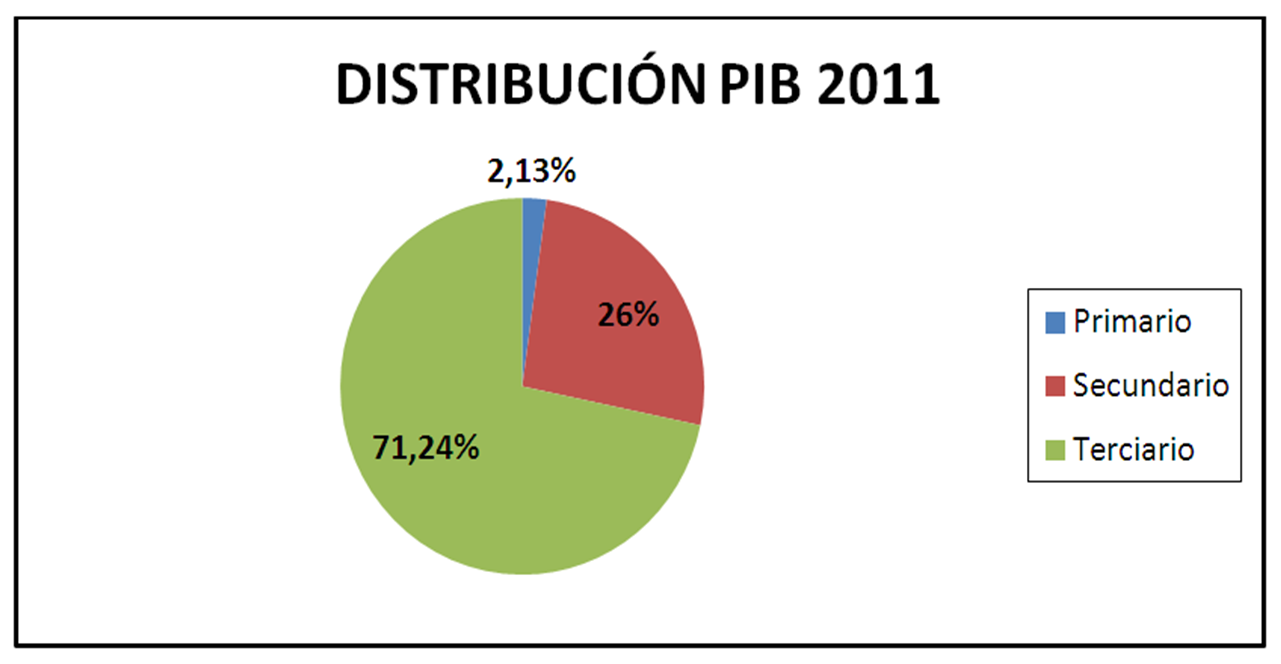 DISTRIBUCIÓN PIB 2011
2,13%
26%
71,24%
Primario
Secundario
Terciario